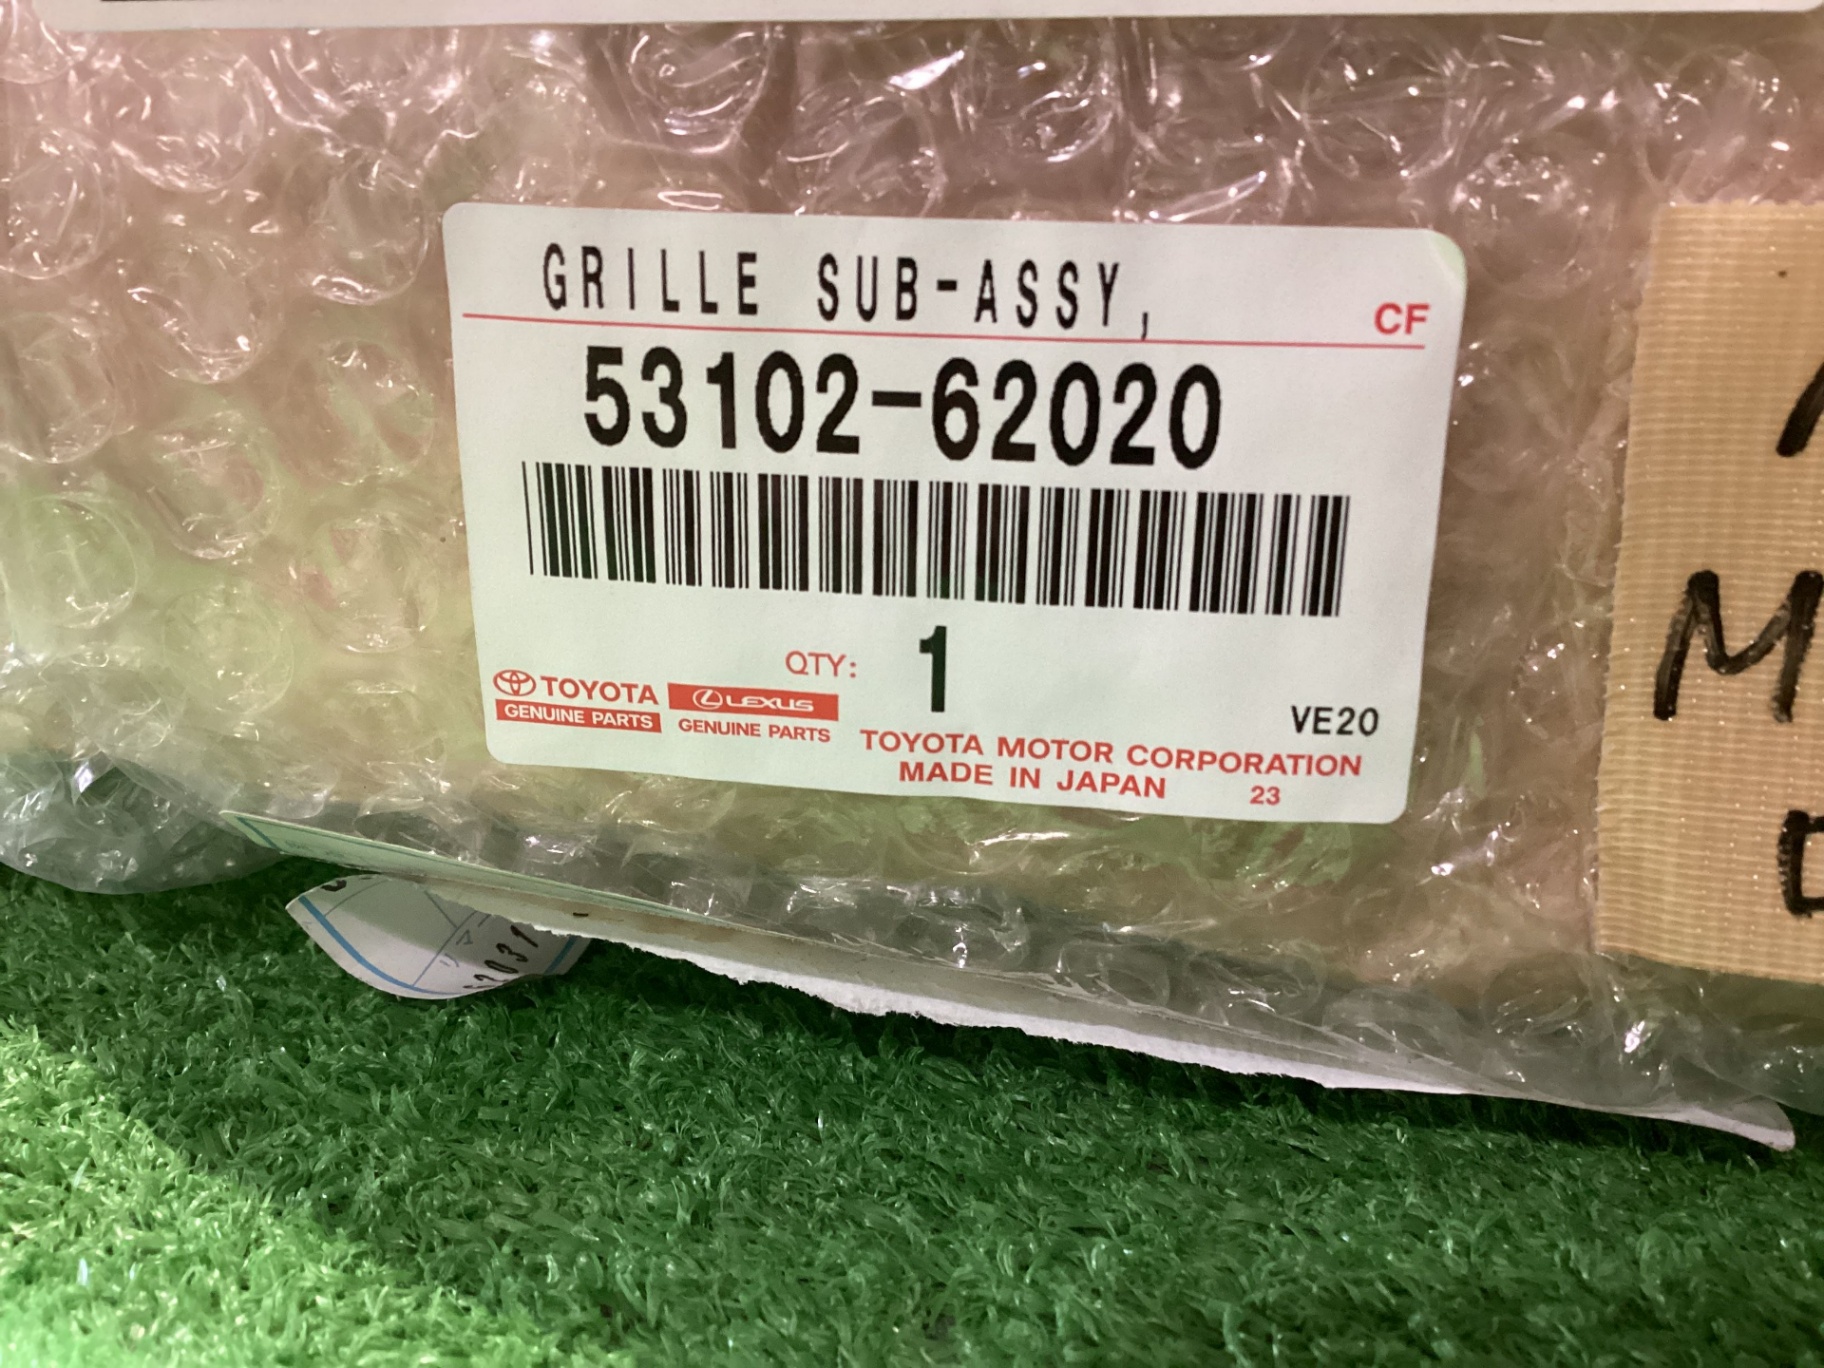 GRILLE SUB-ASSY,
CF
53102-62020
QTY: 1
TOYOTA
GENUINE PARTS
LEXUS
GENUINE PARTS
VE20
TOYOTA MOTOR CORPORATION
MADE IN JAPAN 23
M